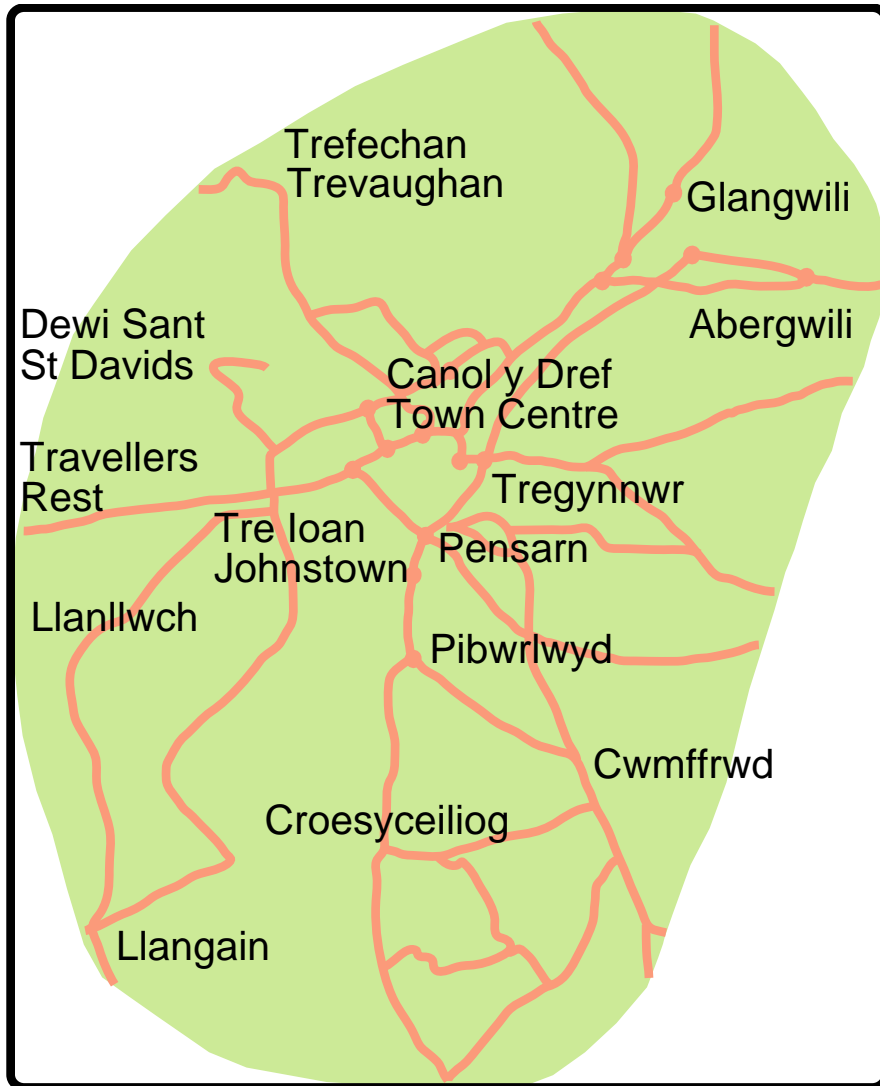 Trefechan
Trevaughan
Glangwili
Dewi Sant
St Davids
Abergwili
Canol y Dref
Town Centre
Travellers
Rest
Tregynnwr
Tre Ioan
Johnstown
Pensarn
Llanllwch
Pibwrlwyd
Cwmffrwd
Croesyceiliog
Llangain